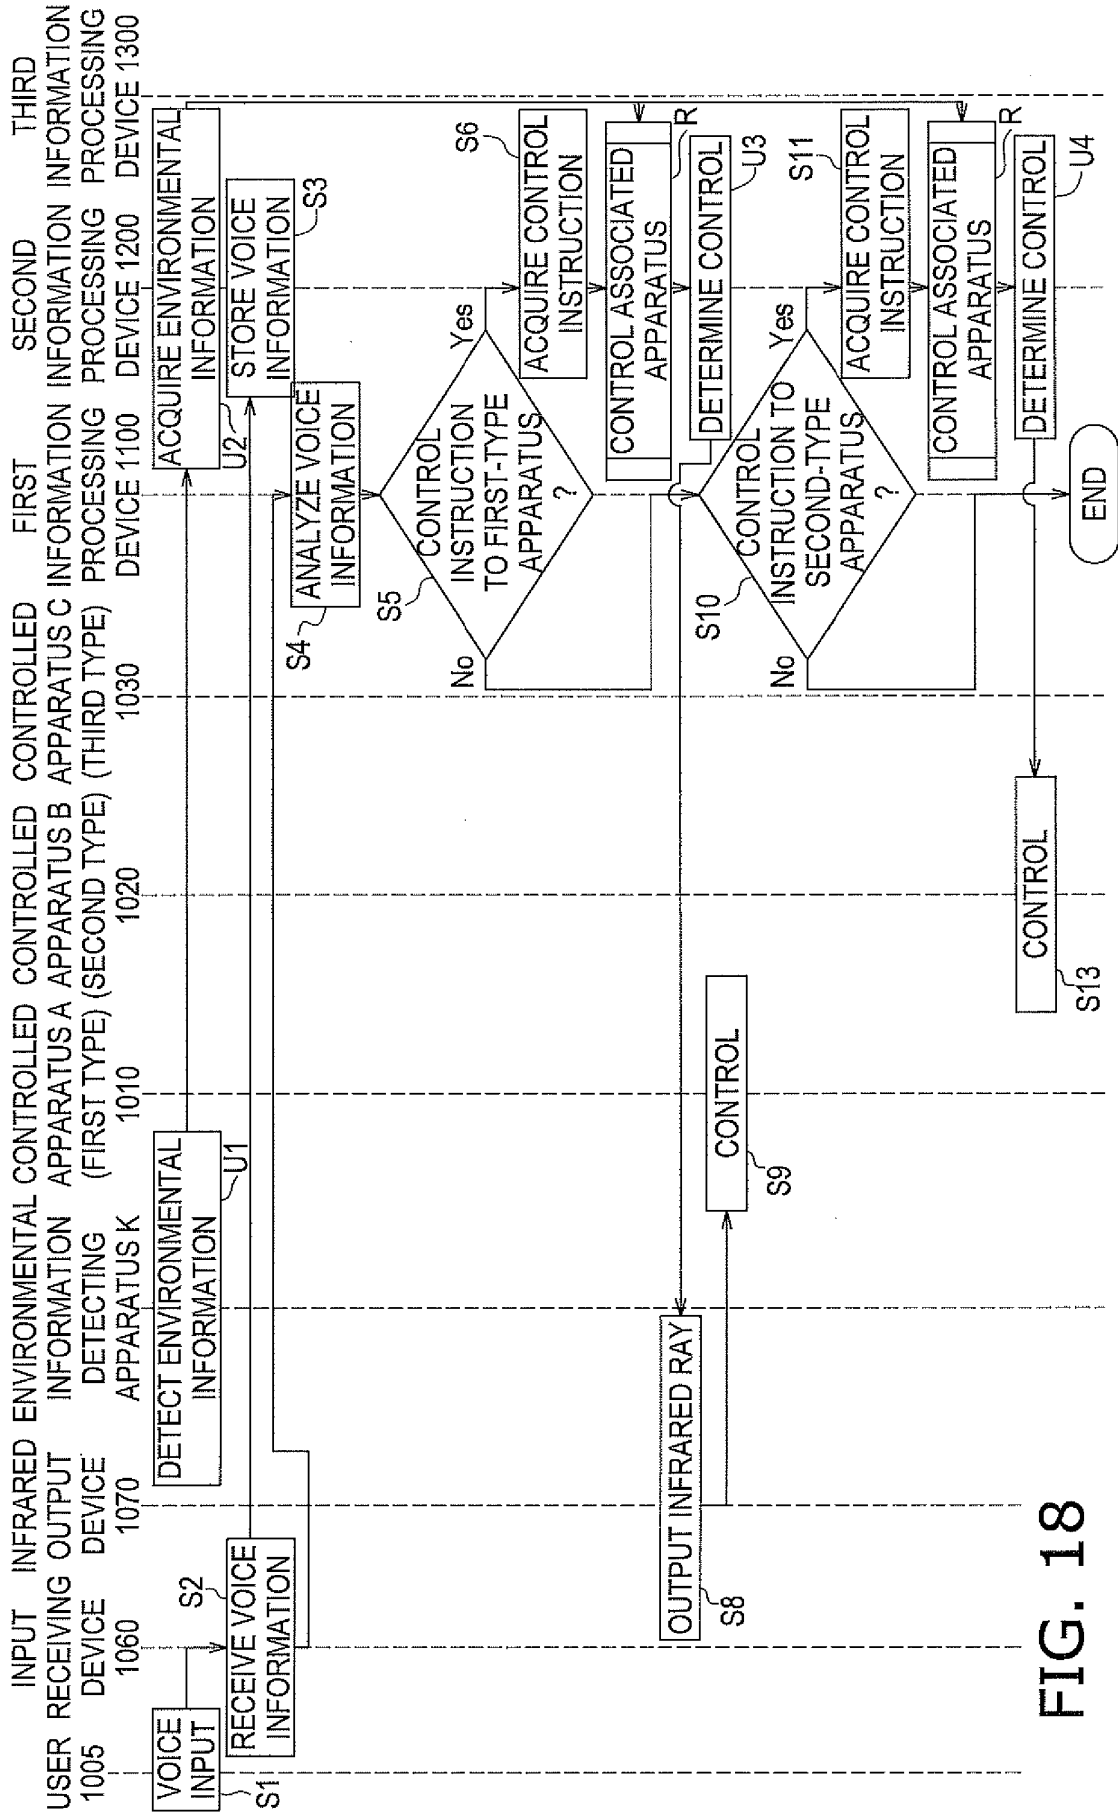 USER
1005
INPUT
RECEIVING
DEVICE
1060
INFRARED
OUTPUT
DEVICE
1070
ENVIRONMENTAL
INFORMATION
DETECTING
APPARATUS K
CONTROLLED
APPARATUS A
(FIRST TYPE)
1010
CONTROLLED
APPARATUS B
(SECOND TYPE)
1020
CONTROLLED
APPARATUS C
(THIRD TYPE)
1030
FIRST
INFORMATION
PROCESSING
DEVICE 1100
SECOND
INFORMATION
PROCESSING
DEVICE 1200
THIRD
INFORMATION
PROCESSING
DEVICE 1300
VOICE
INPUT
S1
DETECT ENVIRONMENTAL
INFORMATION
U1
ACQUIRE ENVIRONMENTAL
INFORMATION
U2
S2
RECEIVE VOICE
INFORMATION
STORE VOICE
INFORMATION
S3
ANALYZE VOICE
INFORMATION
S4
S5
CONTROL
INSTRUCTION
TO FIRST-TYPE
APPARATUS
?
No
Yes
S6
ACQUIRE CONTROL
INSTRUCTION
CONTROL ASSOCIATED
APPARATUS
R
DETERMINE CONTROL
U3
OUTPUT INFRARED RAY
S8
CONTROL
S9
S10
CONTROL
INSTRUCTION TO
SECOND-TYPE
APPARATUS
?
No
Yes
S11
ACQUIRE CONTROL
INSTRUCTION
CONTROL ASSOCIATED
APPARATUS
R
DETERMINE CONTROL
U4
CONTROL
S13
END
FIG. 18